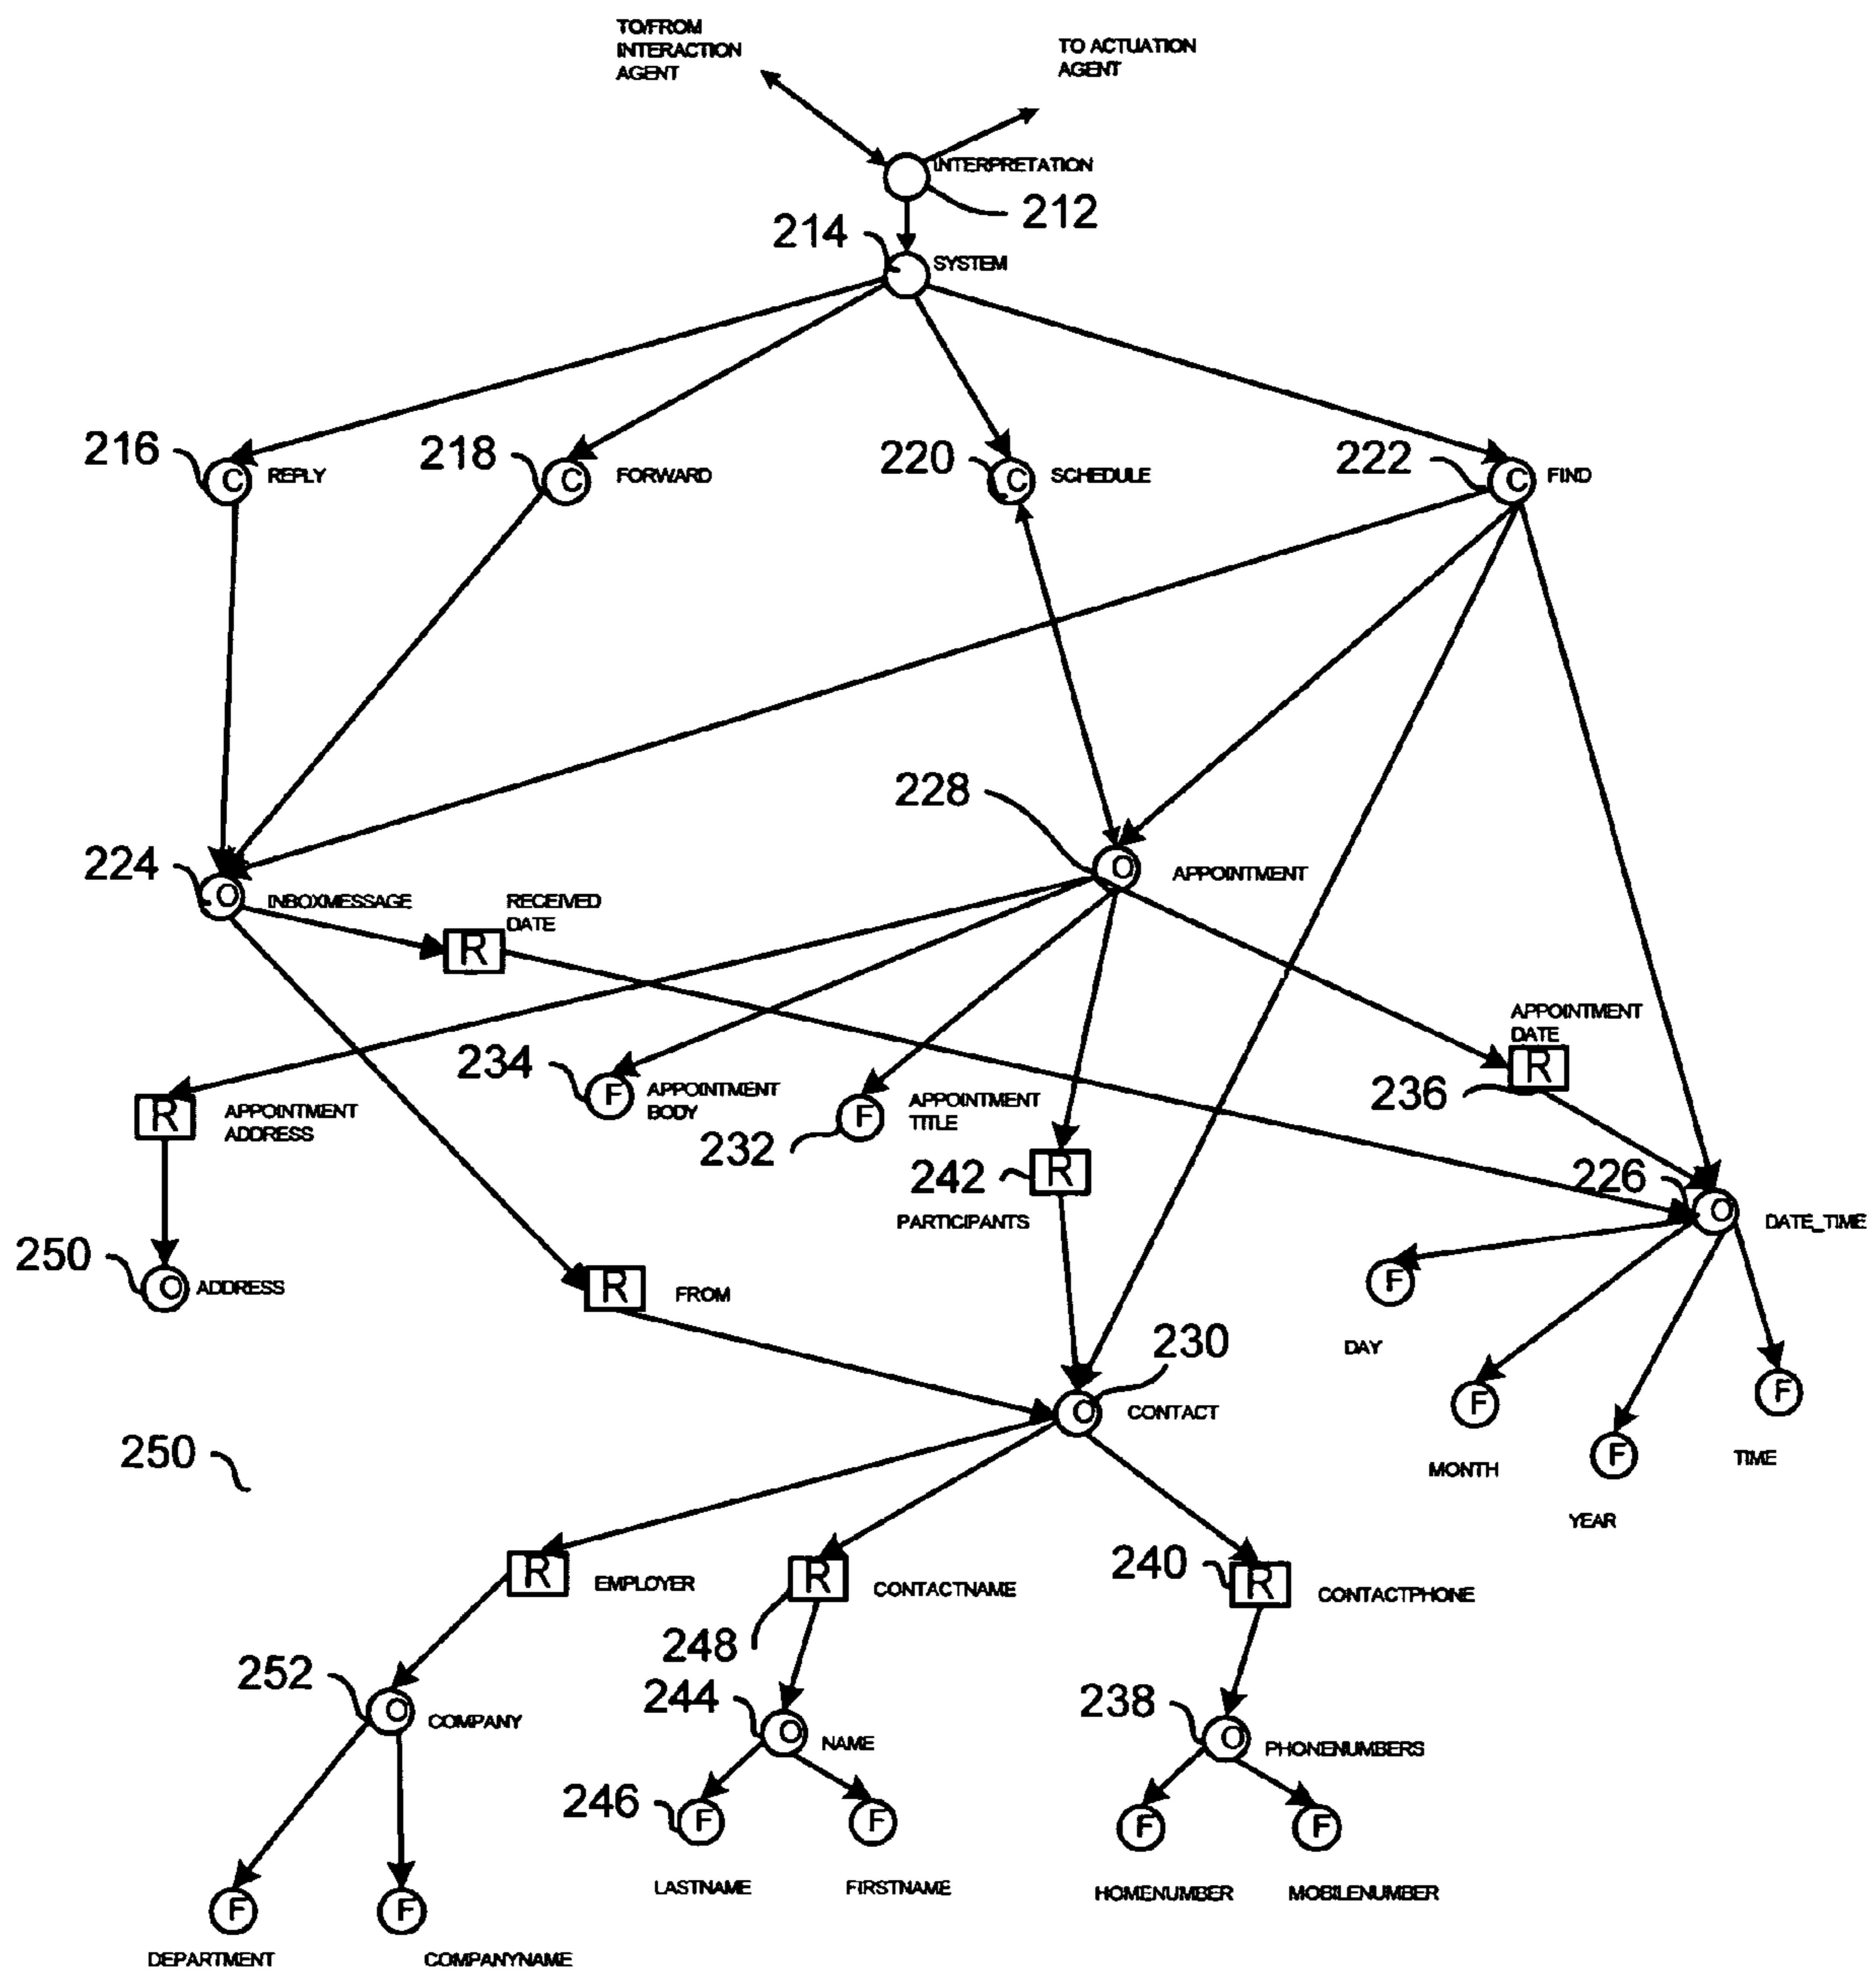 TO/FROM
INTERACTION
AGENT
TO ACTUATION
AGENT
INTERPRETATION
212
214
SYSTEM
216
C
REPLY
218
C
FORWARD
220
C
SCHEDULE
222
C
FIND
228
O
APPOINTMENT
224
O
INBOXMESSAGE
RECEIVED
DATE
R
APPOINTMENT
DATE
R
236
234
F
APPOINTMENT
BODY
232
F
APPOINTMENT
TITLE
R
APPOINTMENT
ADDRESS
242
R
PARTICIPANTS
226
O
DATE_TIME
250
O
ADDRESS
R
FROM
F
DAY
F
MONTH
F
YEAR
F
TIME
230
O
CONTACT
250
R
EMPLOYER
R
CONTACTNAME
248
240
R
CONTACTPHONE
252
O
COMPANY
244
O
NAME
238
O
PHONENUMBERS
246
F
LASTNAME
F
FIRSTNAME
F
HOMENUMBER
F
MOBILENUMBER
F
DEPARTMENT
F
COMPANYNAME